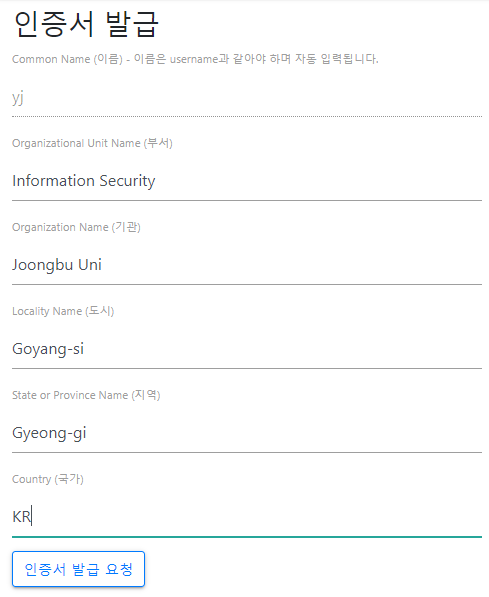 인증서 발급
Common Name (이름) - 이름은 username과 같아야 하며 자동 입력됩니다.
yj
Organizational Unit Name (부서)
Information Security
Organization Name (기관)
Joongbu Uni
Locality Name (도시)
Goyang-si
State or Province Name (지역)
Gyeong-gi
Country (국가)
KR
인증서 발급 요청